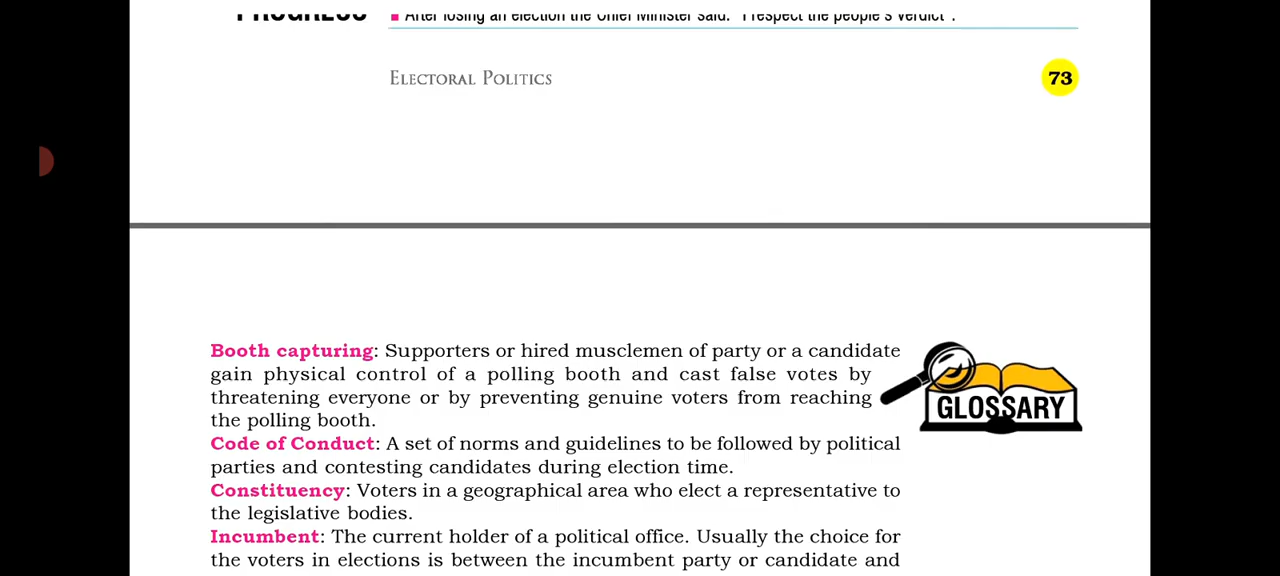 PROGRESS
■ After losing an election the Chief Minister said: "I respect the people's verdict".
ELECTORAL POLITICS
73
Booth capturing: Supporters or hired musclemen of party or a candidate
gain physical control of a polling booth and cast false votes by
threatening everyone or by preventing genuine voters from reaching
the polling booth.
GLOSSARY
Code of Conduct: A set of norms and guidelines to be followed by political
parties and contesting candidates during election time.
Constituency: Voters in a geographical area who elect a representative to
the legislative bodies.
Incumbent: The current holder of a political office. Usually the choice for
the voters in elections is between the incumbent party or candidate and